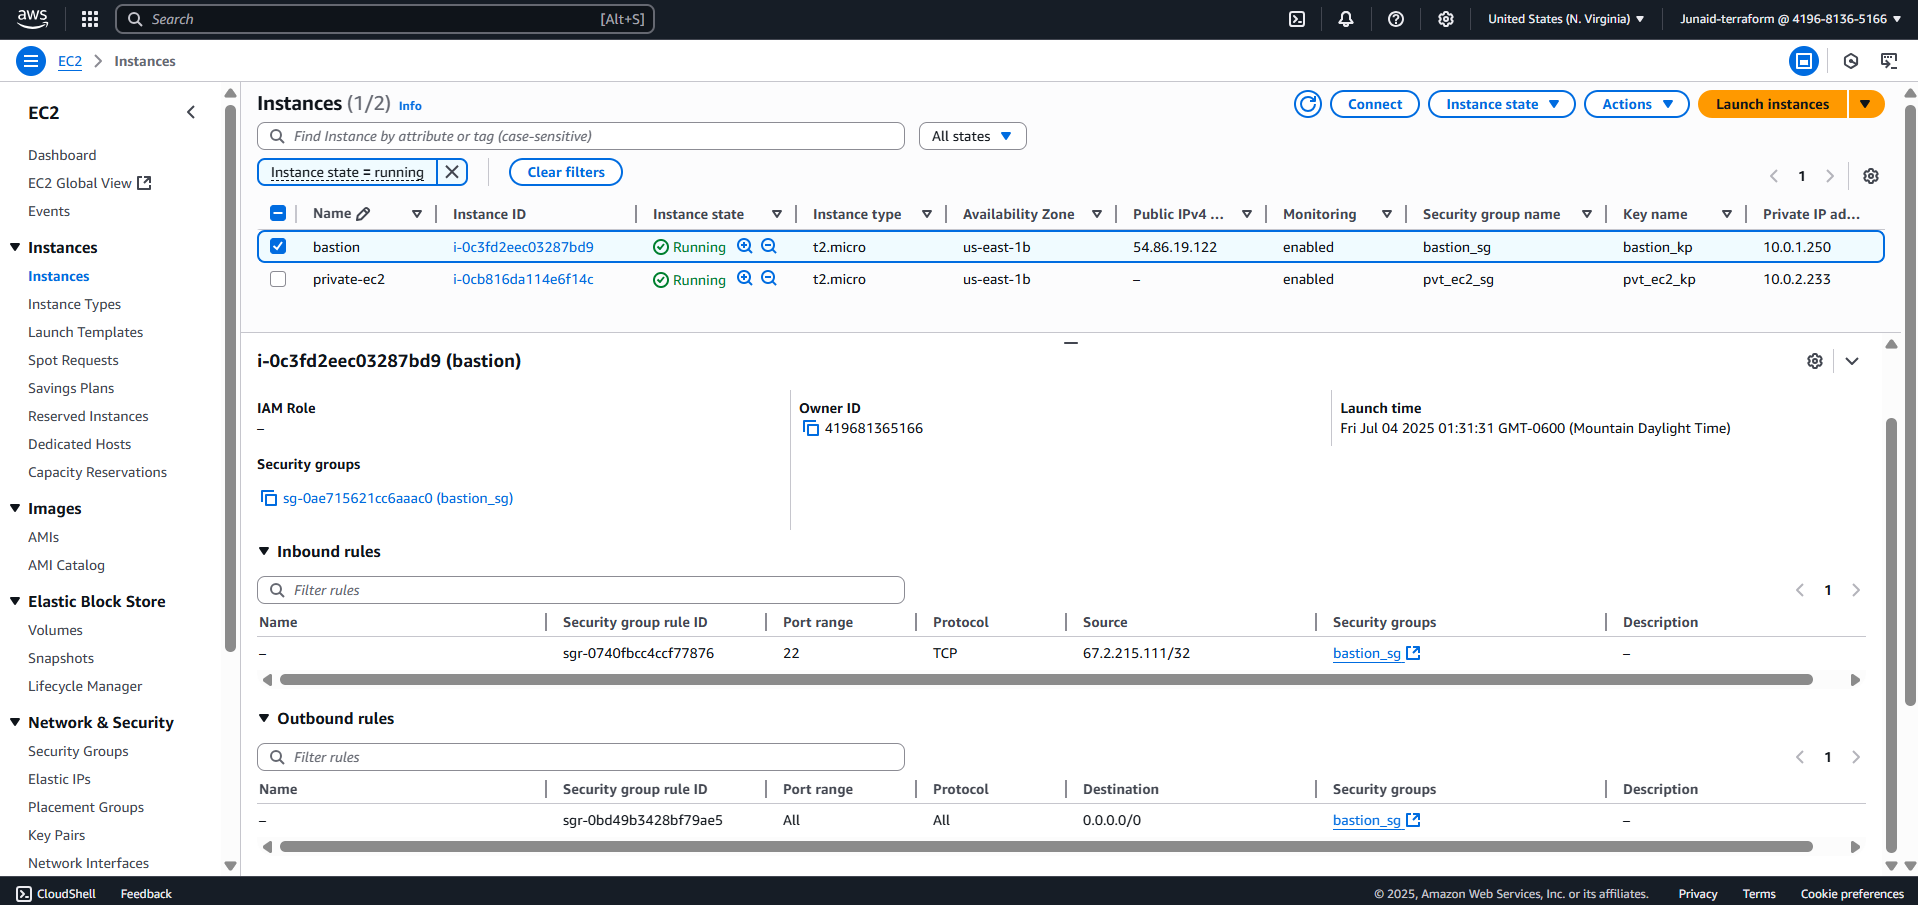 aws Search [Alt+S] United States (N. Virginia) Junaid-terraform @ 4196-8136-5166
EC2 Instances
EC2
Dashboard
EC2 Global View
Events
Instances
Instances
Instance Types
Launch Templates
Spot Requests
Savings Plans
Reserved Instances
Dedicated Hosts
Capacity Reservations
Images
AMIs
AMI Catalog
Elastic Block Store
Volumes
Snapshots
Lifecycle Manager
Network & Security
Security Groups
Elastic IPs
Placement Groups
Key Pairs
Network Interfaces
Instances (1/2) Info Connect Instance state Actions Launch instances
Find Instance by attribute or tag (case-sensitive) All states
Instance state = running Clear filters 1
Name Instance ID Instance state Instance type Availability Zone Public IPv4 ... Monitoring Security group name Key name Private IP ad...
bastion i-0c3fd2eec03287bd9 Running t2.micro us-east-1b 54.86.19.122 enabled bastion_sg bastion_kp 10.0.1.250
private-ec2 i-0cb816da114e6f14c Running t2.micro us-east-1b – enabled pvt_ec2_sg pvt_ec2_kp 10.0.2.233
i-0c3fd2eec03287bd9 (bastion)
IAM Role Owner ID Launch time
– 419681365166 Fri Jul 04 2025 01:31:31 GMT-0600 (Mountain Daylight Time)
Security groups
sg-0ae715621cc6aaac0 (bastion_sg)
Inbound rules
Filter rules 1
Name Security group rule ID Port range Protocol Source Security groups Description
– sgr-0740fbcc4ccf77876 22 TCP 67.2.215.111/32 bastion_sg –
Outbound rules
Filter rules 1
Name Security group rule ID Port range Protocol Destination Security groups Description
– sgr-0bd49b3428bf79ae5 All All 0.0.0.0/0 bastion_sg –
CloudShell Feedback © 2025, Amazon Web Services, Inc. or its affiliates. Privacy Terms Cookie preferences